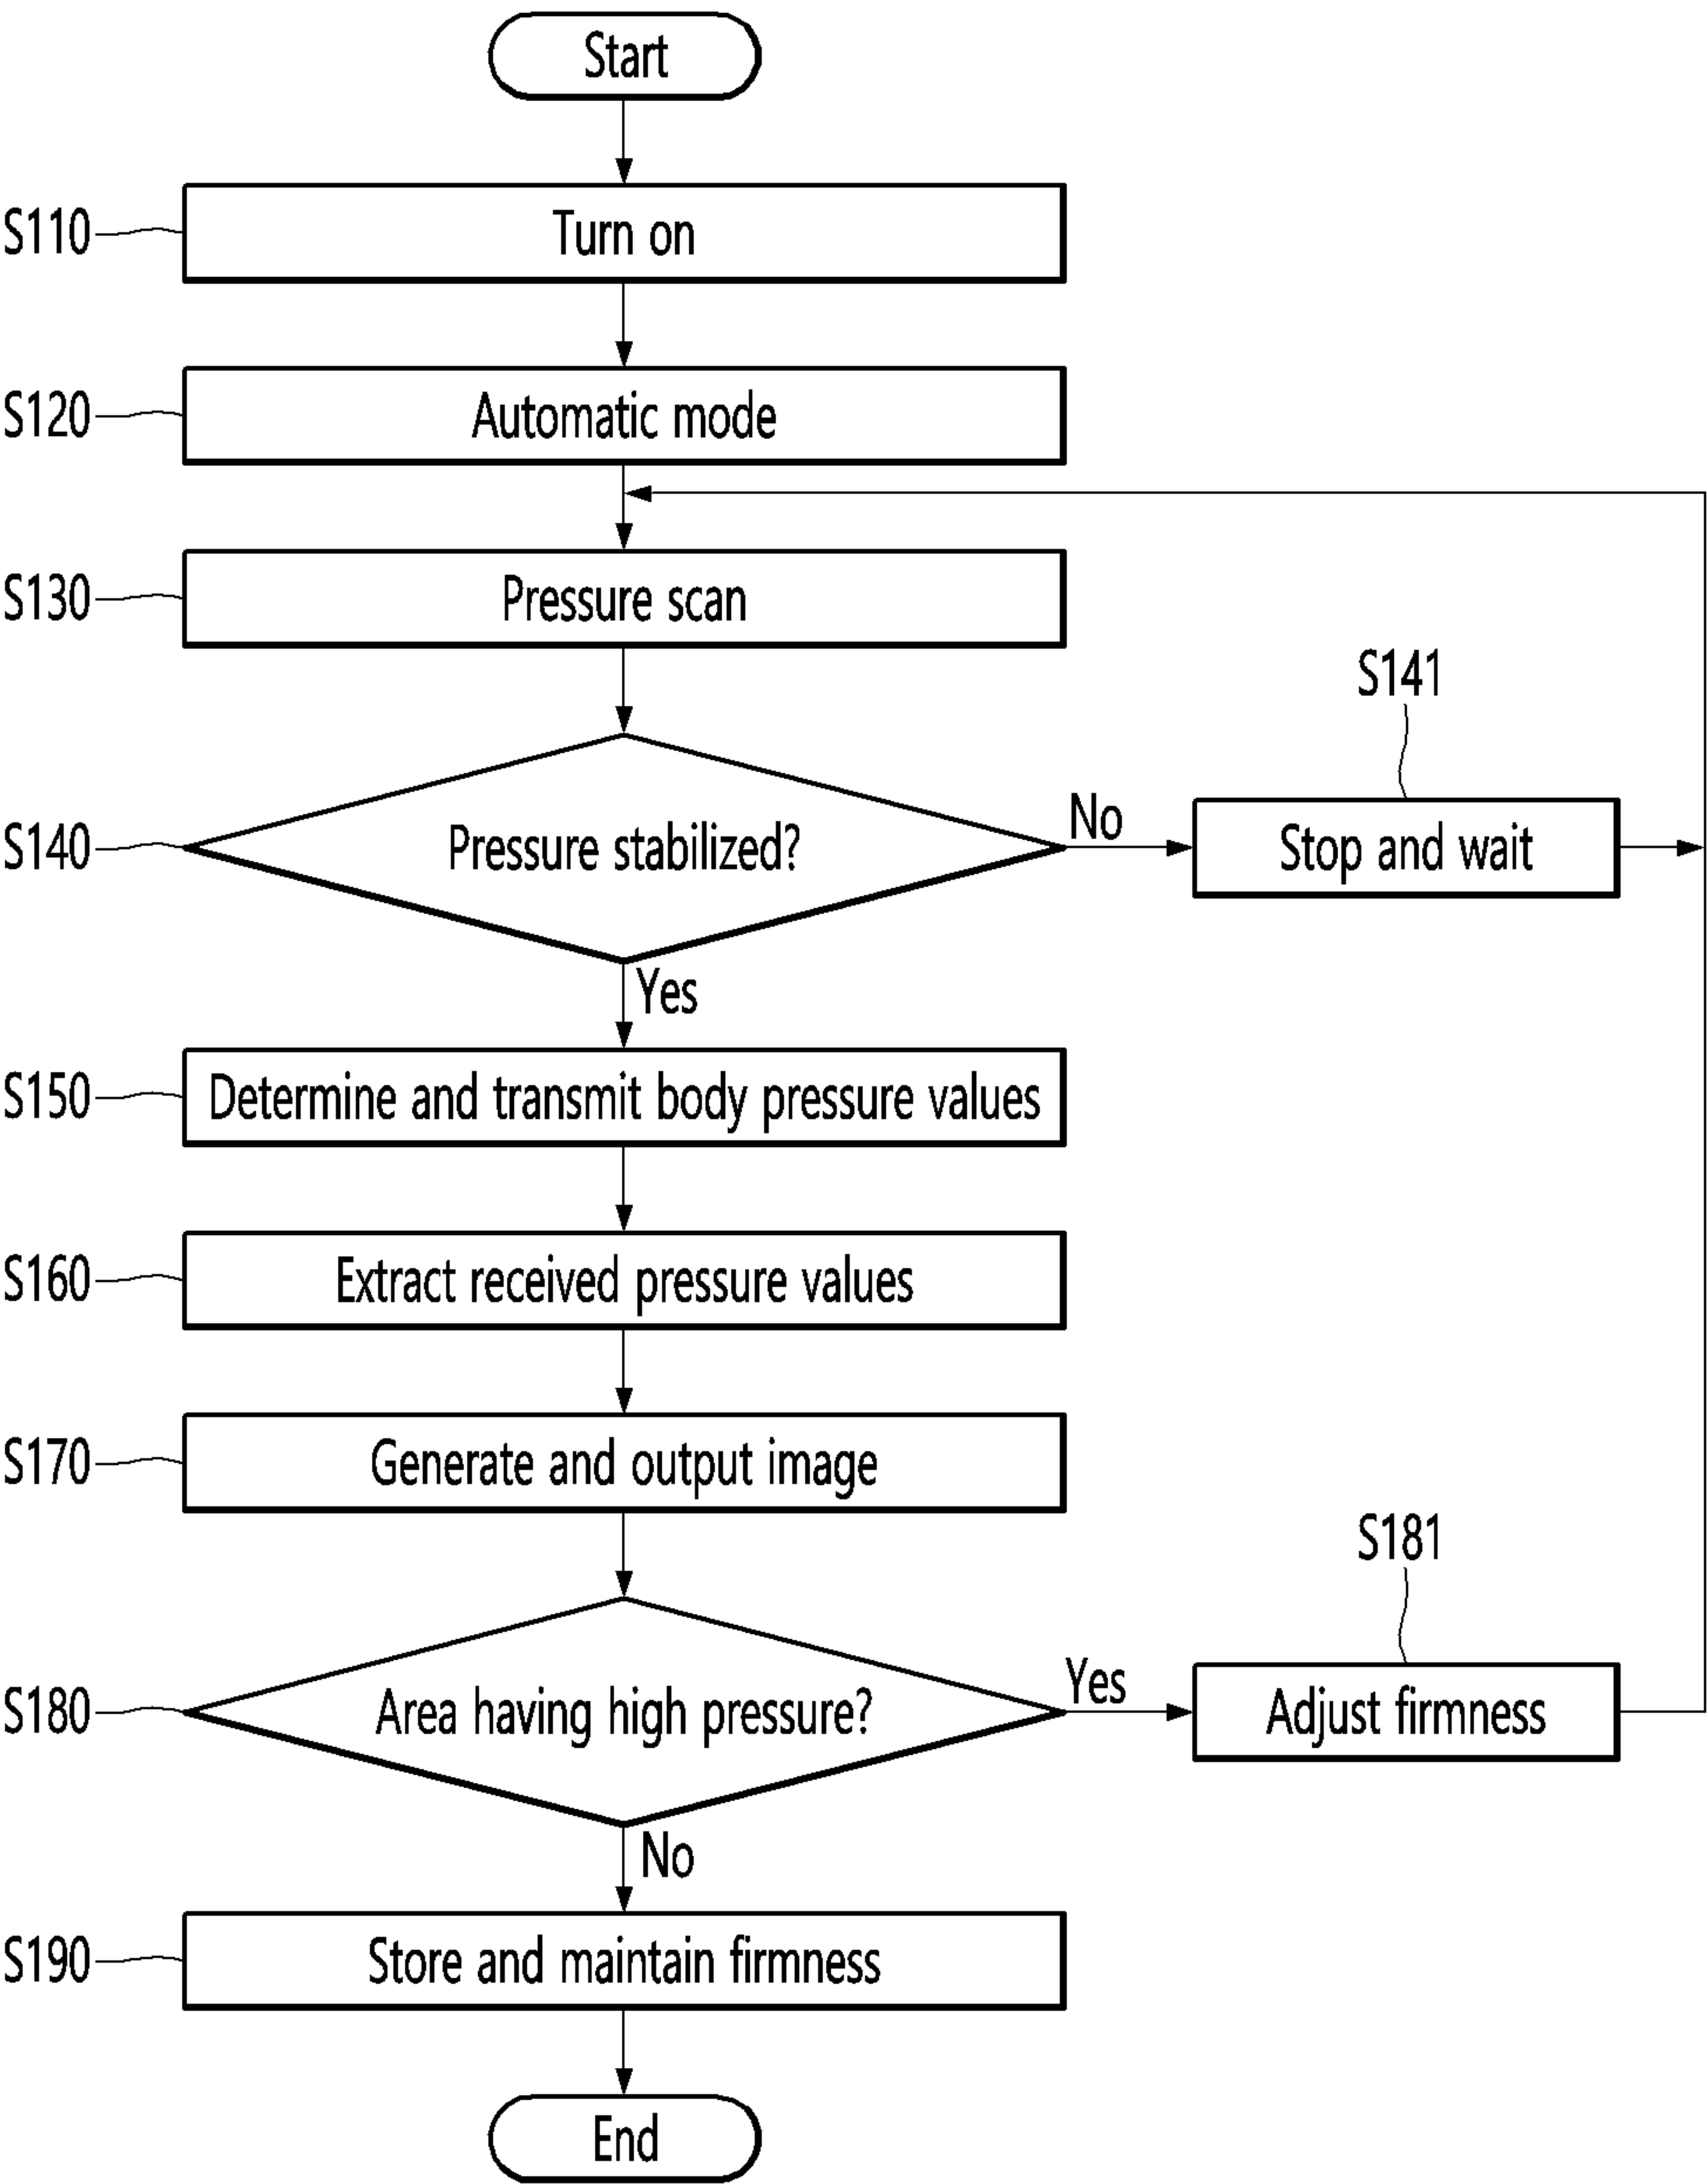 Start
S110
Turn on
S120
Automatic mode
S130
Pressure scan
S141
S140
Pressure stabilized?
No
Stop and wait
Yes
S150
Determine and transmit body pressure values
S160
Extract received pressure values
S170
Generate and output image
S181
S180
Area having high pressure?
Yes
Adjust firmness
No
S190
Store and maintain firmness
End